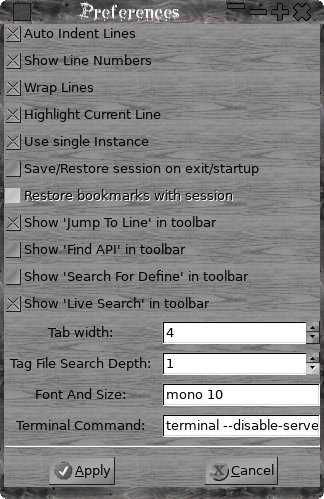 Preferences
Auto Indent Lines
Show Line Numbers
Wrap Lines
Highlight Current Line
Use single Instance
Save/Restore session on exit/startup
Restore bookmarks with session
Show 'Jump To Line' in toolbar
Show 'Find API' in toolbar
Show 'Search For Define' in toolbar
Show 'Live Search' in toolbar
Tab width: 4
Tag File Search Depth: 1
Font And Size: mono 10
Terminal Command: terminal --disable-serve
Apply Cancel